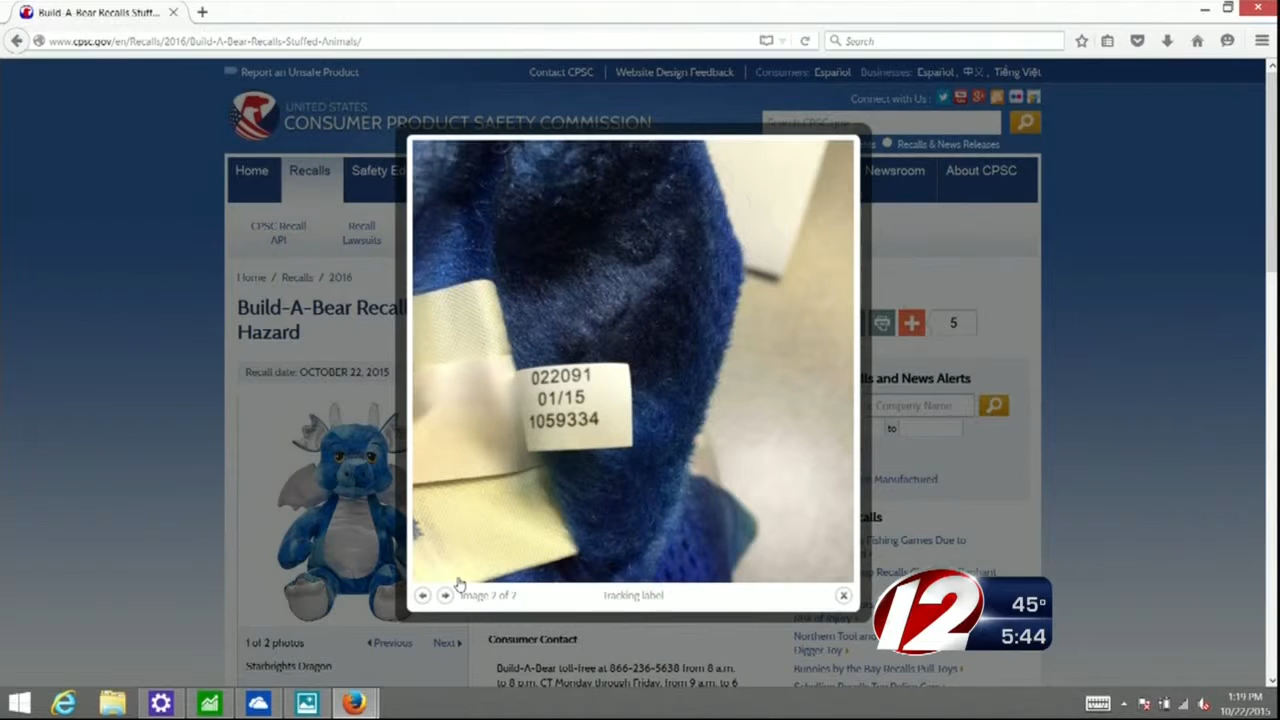 Build-A-Bear Recalls Stuff...
www.cpsc.gov/en/Recalls/2016/Build-A-Bear-Recalls-Stuffed-Animals/
Search
Report an Unsafe Product
Contact CPSC
Website Design Feedback
Consumers: Español
Businesses: Español, 中文, Tiếng Việt
Connect with Us :
UNITED STATES
CONSUMER PRODUCT SAFETY COMMISSION
Recalls & News Releases
Home
Recalls
Safety Ed
Newsroom
About CPSC
CPSC Recall
API
Recall
Lawsuits
Home / Recalls / 2016
Build-A-Bear Recall
Hazard
5
Recall date: OCTOBER 22, 2015
022091
01/15
1059334
lls and News Alerts
Company Name
to
Manufactured
Fishing Games Due to
Image 2 of 2
Tracking label
1 of 2 photos
Previous
Next
Starbrights Dragon
Consumer Contact
Build-A-Bear toll-free at 866-236-5638 from 8 a.m.
to 8 p.m. CT Monday through Friday, from 9 a.m. to 6
Risk of Injury
Northern Tool and
Digger Toy
Bunnies by the Bay Recalls Pull Toys
12
45°
5:44
1:19 PM
10/22/2015